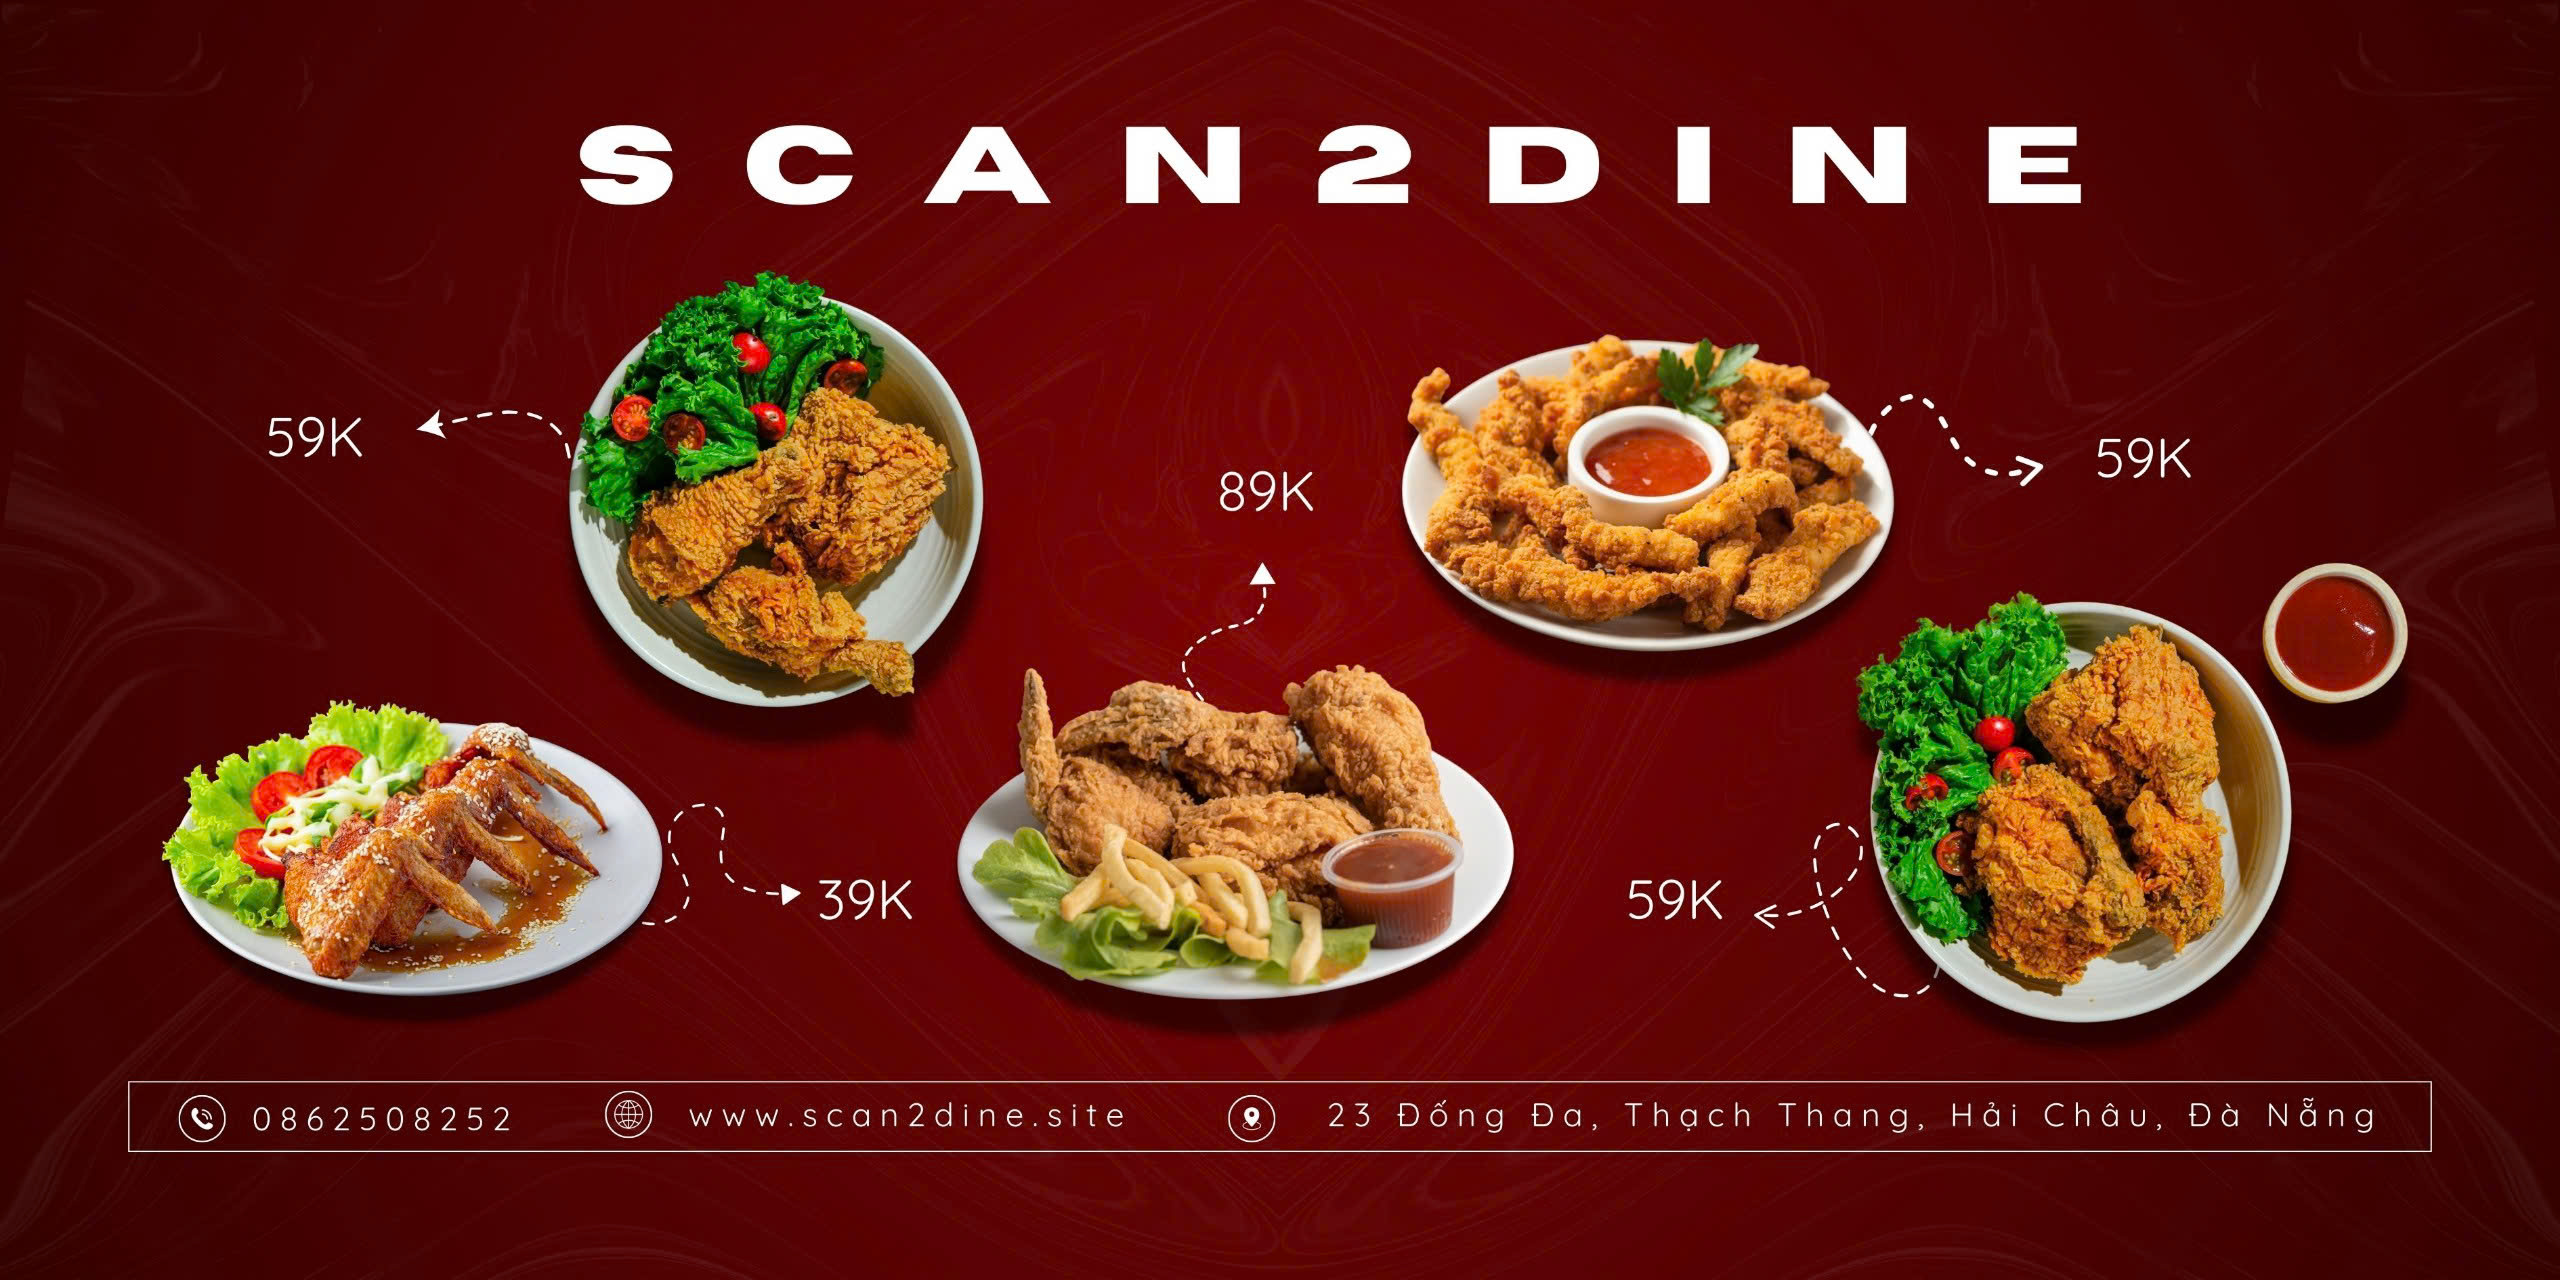 SCAN2DINE
59K
59K
89K
39K
59K
0862508252
www.scan2dine.site
23 Đống Đa, Thạch Thang, Hải Châu, Đà Nẵng